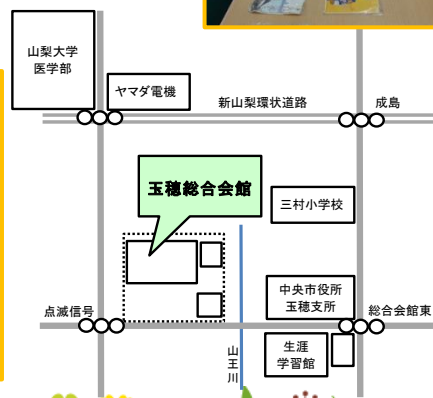 山梨大学
医学部
ヤマダ電機
新山梨環状道路
成島
玉穂総合会館
三村小学校
中央市役所
玉穂支所
点滅信号
総合会館東
山王川
生涯
学習館